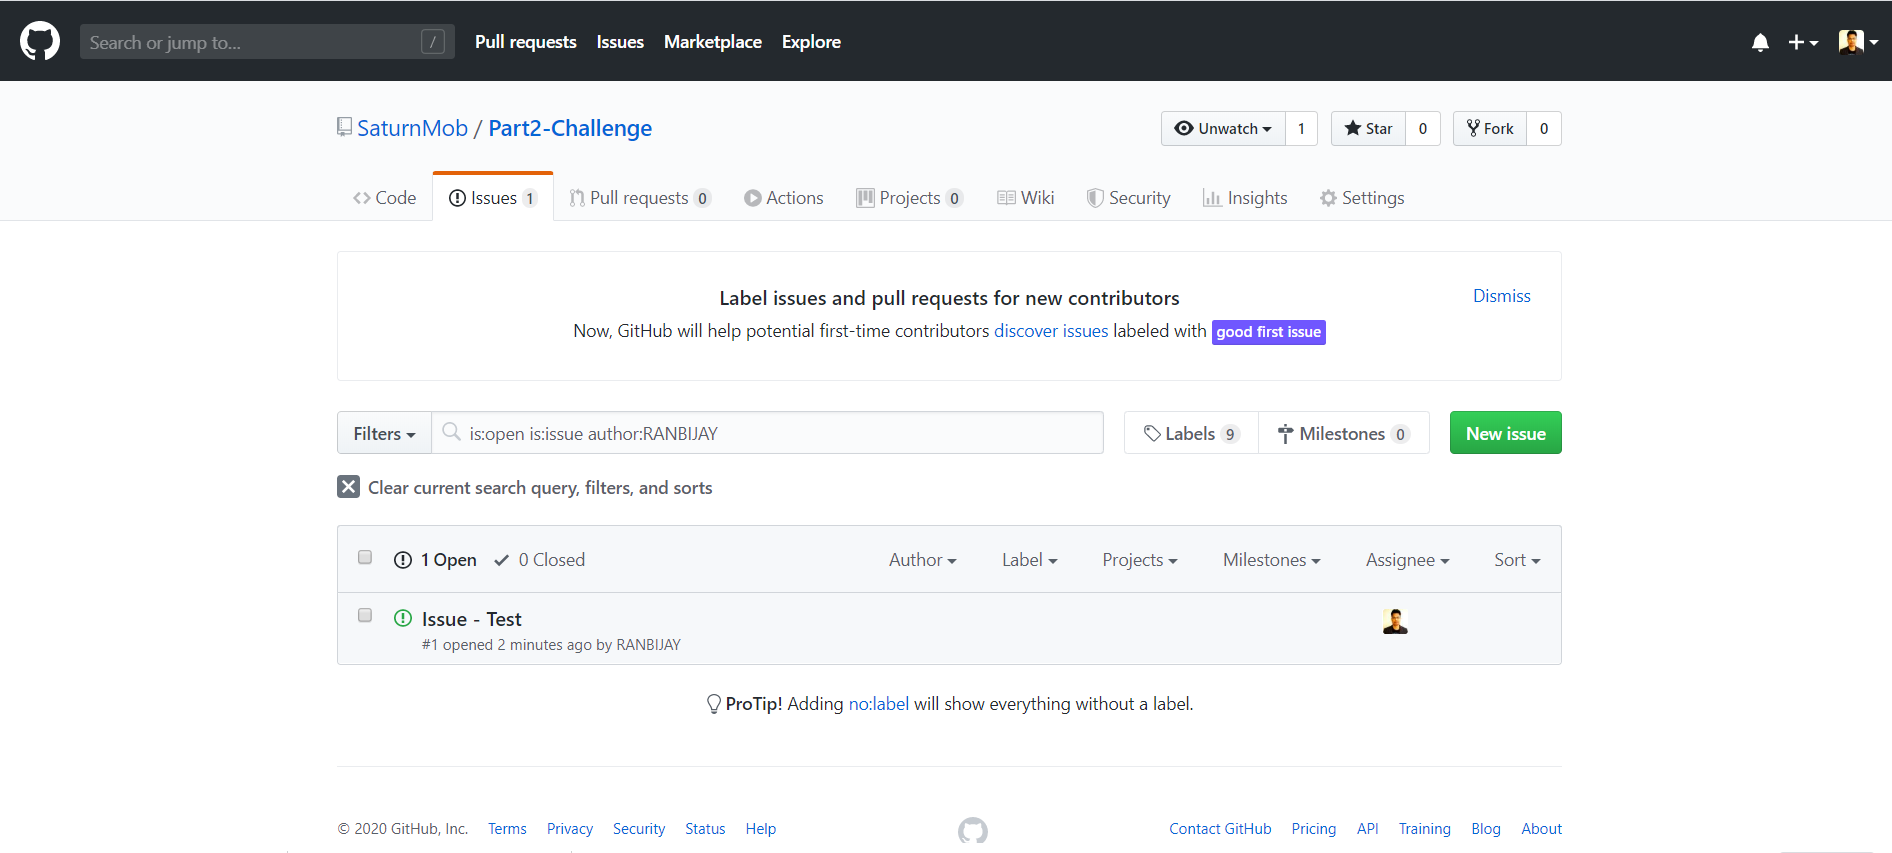 Search or jump to... / Pull requests Issues Marketplace Explore
SaturnMob / Part2-Challenge Unwatch 1 Star 0 Fork 0
Code Issues 1 Pull requests 0 Actions Projects 0 Wiki Security Insights Settings
Label issues and pull requests for new contributors
Dismiss
Now, GitHub will help potential first-time contributors discover issues labeled with good first issue
Filters is:open is:issue author:RANBIJAY Labels 9 Milestones 0 New issue
Clear current search query, filters, and sorts
1 Open 0 Closed Author Label Projects Milestones Assignee Sort
Issue - Test
#1 opened 2 minutes ago by RANBIJAY
ProTip! Adding no:label will show everything without a label.
© 2020 GitHub, Inc. Terms Privacy Security Status Help Contact GitHub Pricing API Training Blog About